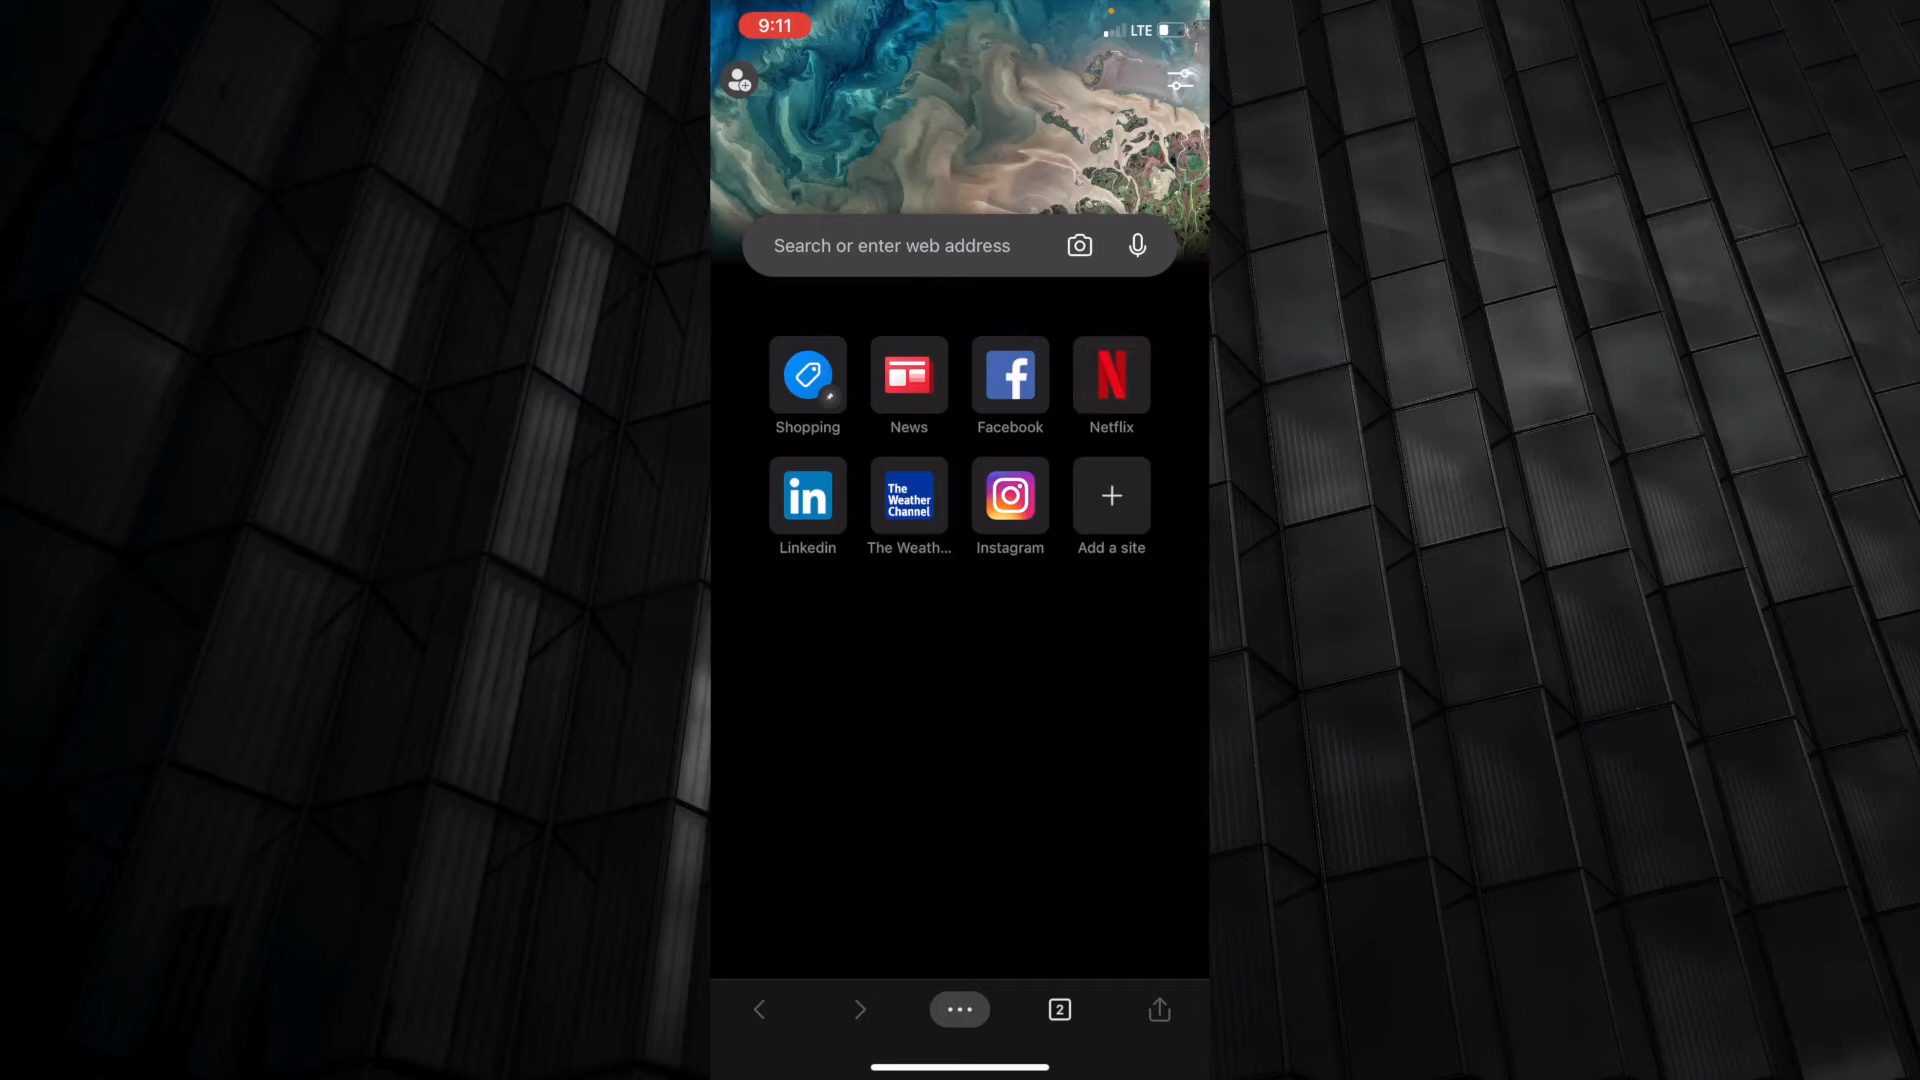 9:11
LTE
Search or enter web address
Shopping
News
Facebook
Netflix
in
The
Weather
Channel
Linkedin
The Weath...
Instagram
Add a site
2